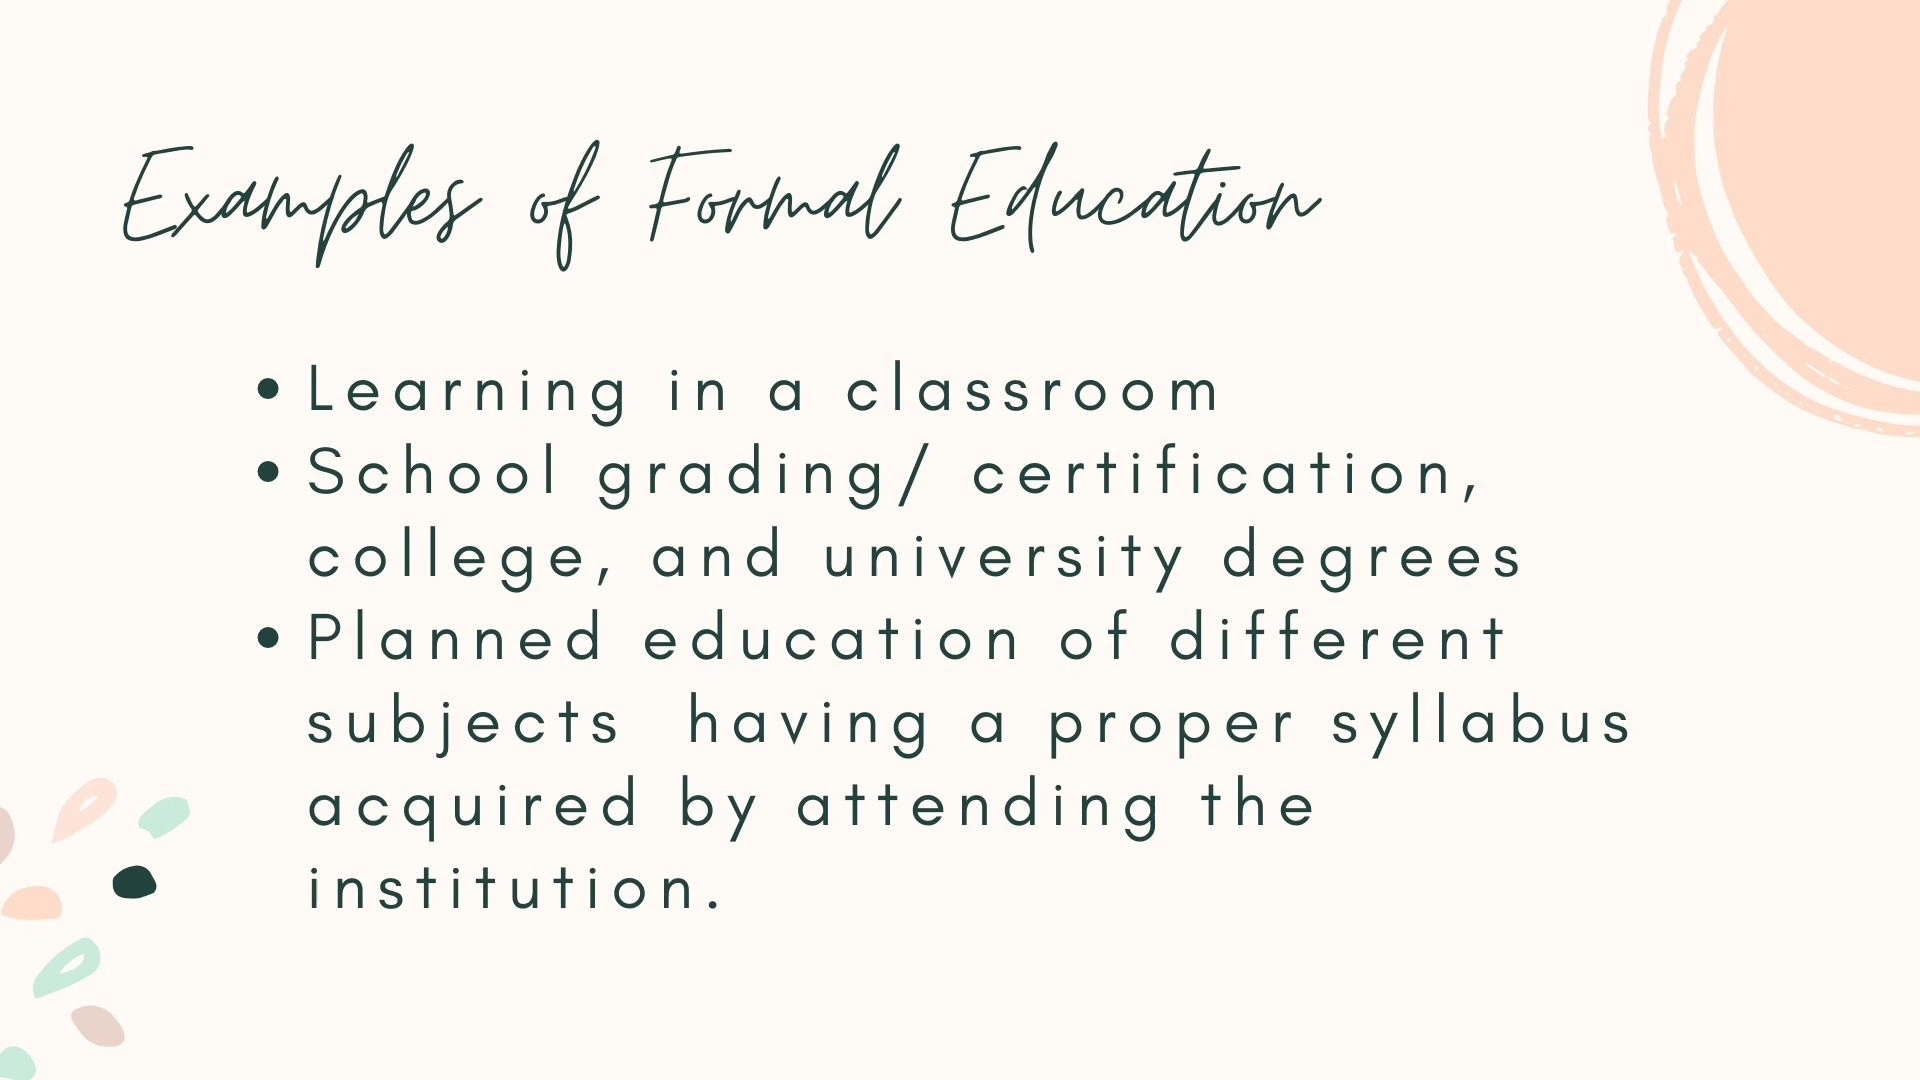 Examples of Formal Education
• Learning in a classroom
• School grading/ certification,
college, and university degrees
• Planned education of different
subjects  having a proper syllabus
acquired by attending the
institution.